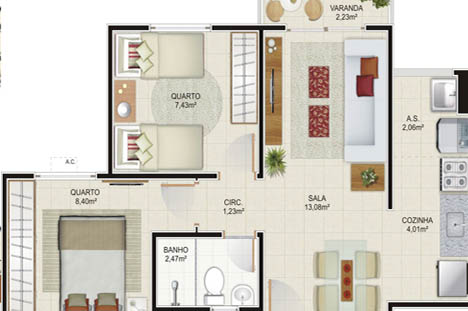 VARANDA
2,23m²
QUARTO
7,43m²
A.S.
2,06m²
A.C.
QUARTO
8,40m²
CIRC.
1,23m²
SALA
13,08m²
COZINHA
4,01m²
BANHO
2,47m²